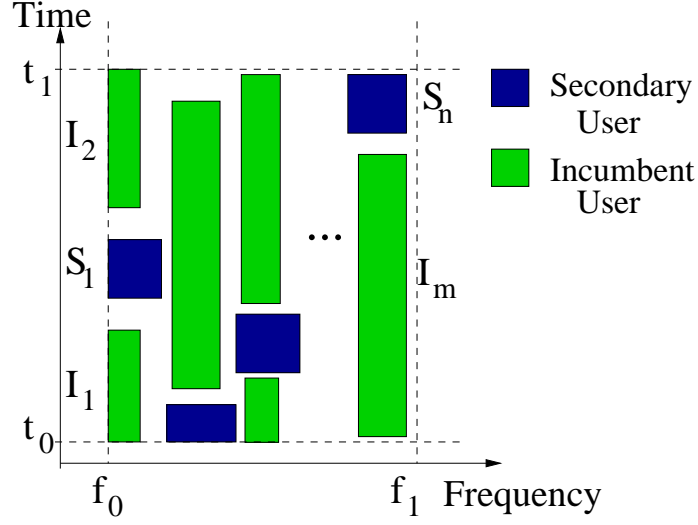 Time
t1
I2
S1
I1
t0
...
Sn
Im
f0
f1
Frequency
Secondary
User
Incumbent
User